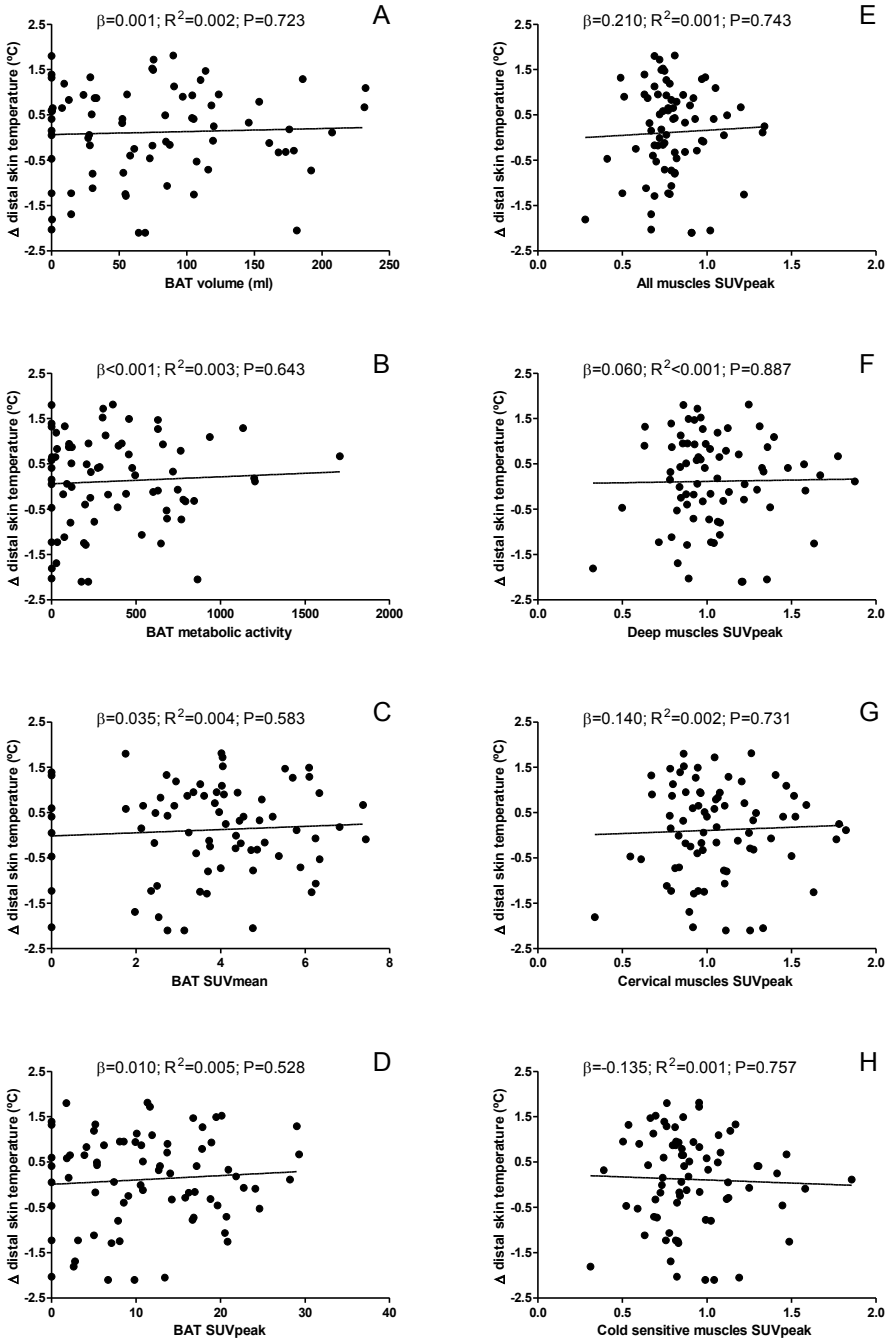 β=0.001; R²=0.002; P=0.723
A
Δ distal skin temperature (ºC)
2.5
1.5
0.5
-0.5
-1.5
-2.5
0
50
100
150
200
250
BAT volume (ml)
β=0.210; R²=0.001; P=0.743
E
Δ distal skin temperature (ºC)
2.5
1.5
0.5
-0.5
-1.5
-2.5
0.0
0.5
1.0
1.5
2.0
All muscles SUVpeak
β<0.001; R²=0.003; P=0.643
B
Δ distal skin temperature (ºC)
2.5
1.5
0.5
-0.5
-1.5
-2.5
0
500
1000
1500
2000
BAT metabolic activity
β=0.060; R²<0.001; P=0.887
F
Δ distal skin temperature (ºC)
2.5
1.5
0.5
-0.5
-1.5
-2.5
0.0
0.5
1.0
1.5
2.0
Deep muscles SUVpeak
β=0.035; R²=0.004; P=0.583
C
Δ distal skin temperature (ºC)
2.5
1.5
0.5
-0.5
-1.5
-2.5
0
2
4
6
8
BAT SUVmean
β=0.140; R²=0.002; P=0.731
G
Δ distal skin temperature (ºC)
2.5
1.5
0.5
-0.5
-1.5
-2.5
0.0
0.5
1.0
1.5
2.0
Cervical muscles SUVpeak
β=0.010; R²=0.005; P=0.528
D
Δ distal skin temperature (ºC)
2.5
1.5
0.5
-0.5
-1.5
-2.5
0
10
20
30
40
BAT SUVpeak
β=-0.135; R²=0.001; P=0.757
H
Δ distal skin temperature (ºC)
2.5
1.5
0.5
-0.5
-1.5
-2.5
0.0
0.5
1.0
1.5
2.0
Cold sensitive muscles SUVpeak